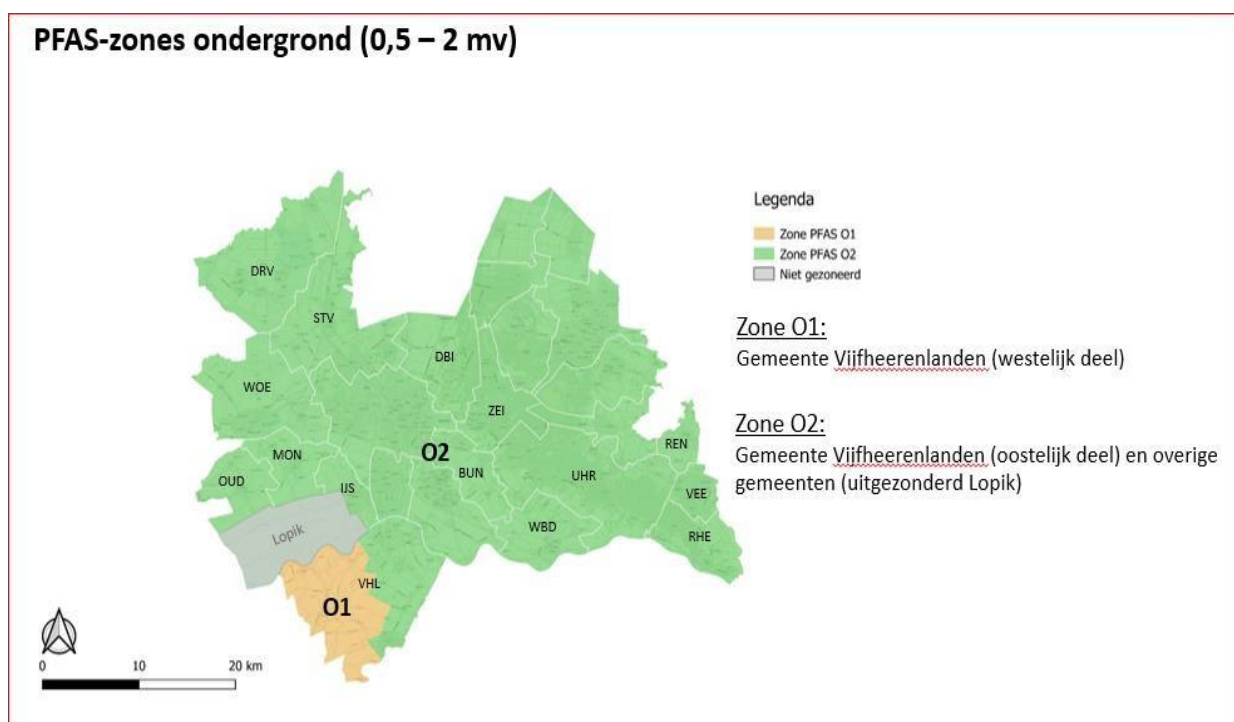 PFAS-zones ondergrond (0,5 – 2 mv)
Legenda
Zone PFAS O1
Zone PFAS O2
Niet gezoneerd
Zone O1:
Gemeente Vijfheerenlanden (westelijk deel)
Zone O2:
Gemeente Vijfheerenlanden (oostelijk deel) en overige
gemeenten (uitgezonderd Lopik)
DRV
STV
DBI
WOE
ZEI
O2
REN
MON
BUN
UHR
OUD
IJS
VEE
WBD
RHE
Lopik
VHL
O1
0 10 20 km